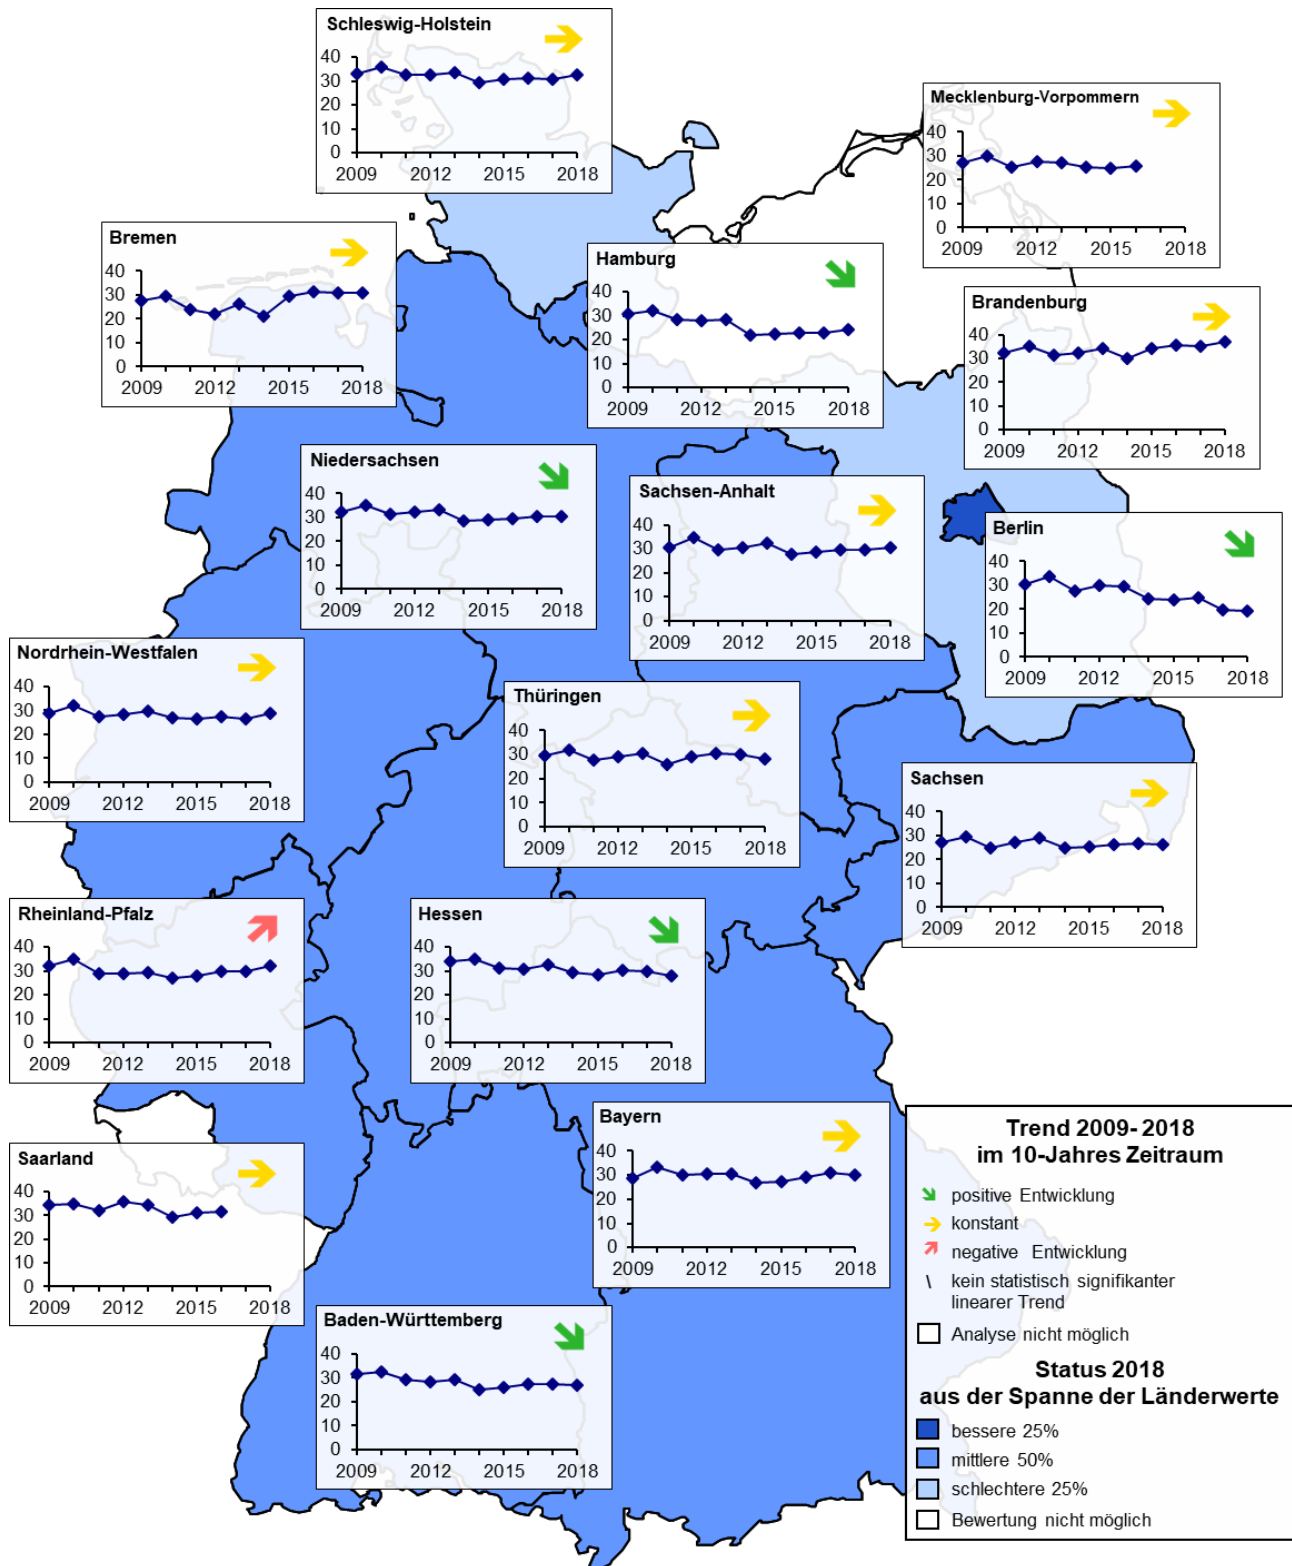 Schleswig-Holstein
40
30
20
10
0
2009 2012 2015 2018
Mecklenburg-Vorpommern
40
30
20
10
0
2009 2012 2015 2018
Bremen
40
30
20
10
0
2009 2012 2015 2018
Hamburg
40
30
20
10
0
2009 2012 2015 2018
Brandenburg
40
30
20
10
0
2009 2012 2015 2018
Niedersachsen
40
30
20
10
0
2009 2012 2015 2018
Sachsen-Anhalt
40
30
20
10
0
2009 2012 2015 2018
Berlin
40
30
20
10
0
2009 2012 2015 2018
Nordrhein-Westfalen
40
30
20
10
0
2009 2012 2015 2018
Thüringen
40
30
20
10
0
2009 2012 2015 2018
Sachsen
40
30
20
10
0
2009 2012 2015 2018
Rheinland-Pfalz
40
30
20
10
0
2009 2012 2015 2018
Hessen
40
30
20
10
0
2009 2012 2015 2018
Saarland
40
30
20
10
0
2009 2012 2015 2018
Bayern
40
30
20
10
0
2009 2012 2015 2018
Baden-Württemberg
40
30
20
10
0
2009 2012 2015 2018
Trend 2009- 2018
im 10-Jahres Zeitraum
positive Entwicklung
konstant
negative Entwicklung
\ kein statistisch signifikanter
linearer Trend
Analyse nicht möglich
Status 2018
aus der Spanne der Länderwerte
bessere 25%
mittlere 50%
schlechtere 25%
Bewertung nicht möglich